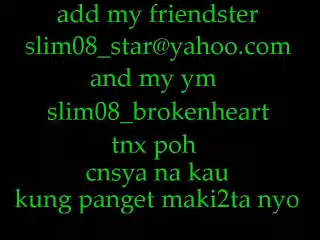 add my friendster
slim08_star@yahoo.com
and my ym
slim08_brokenheart
tnx poh
cnsya na kau
kung panget maki2ta nyo